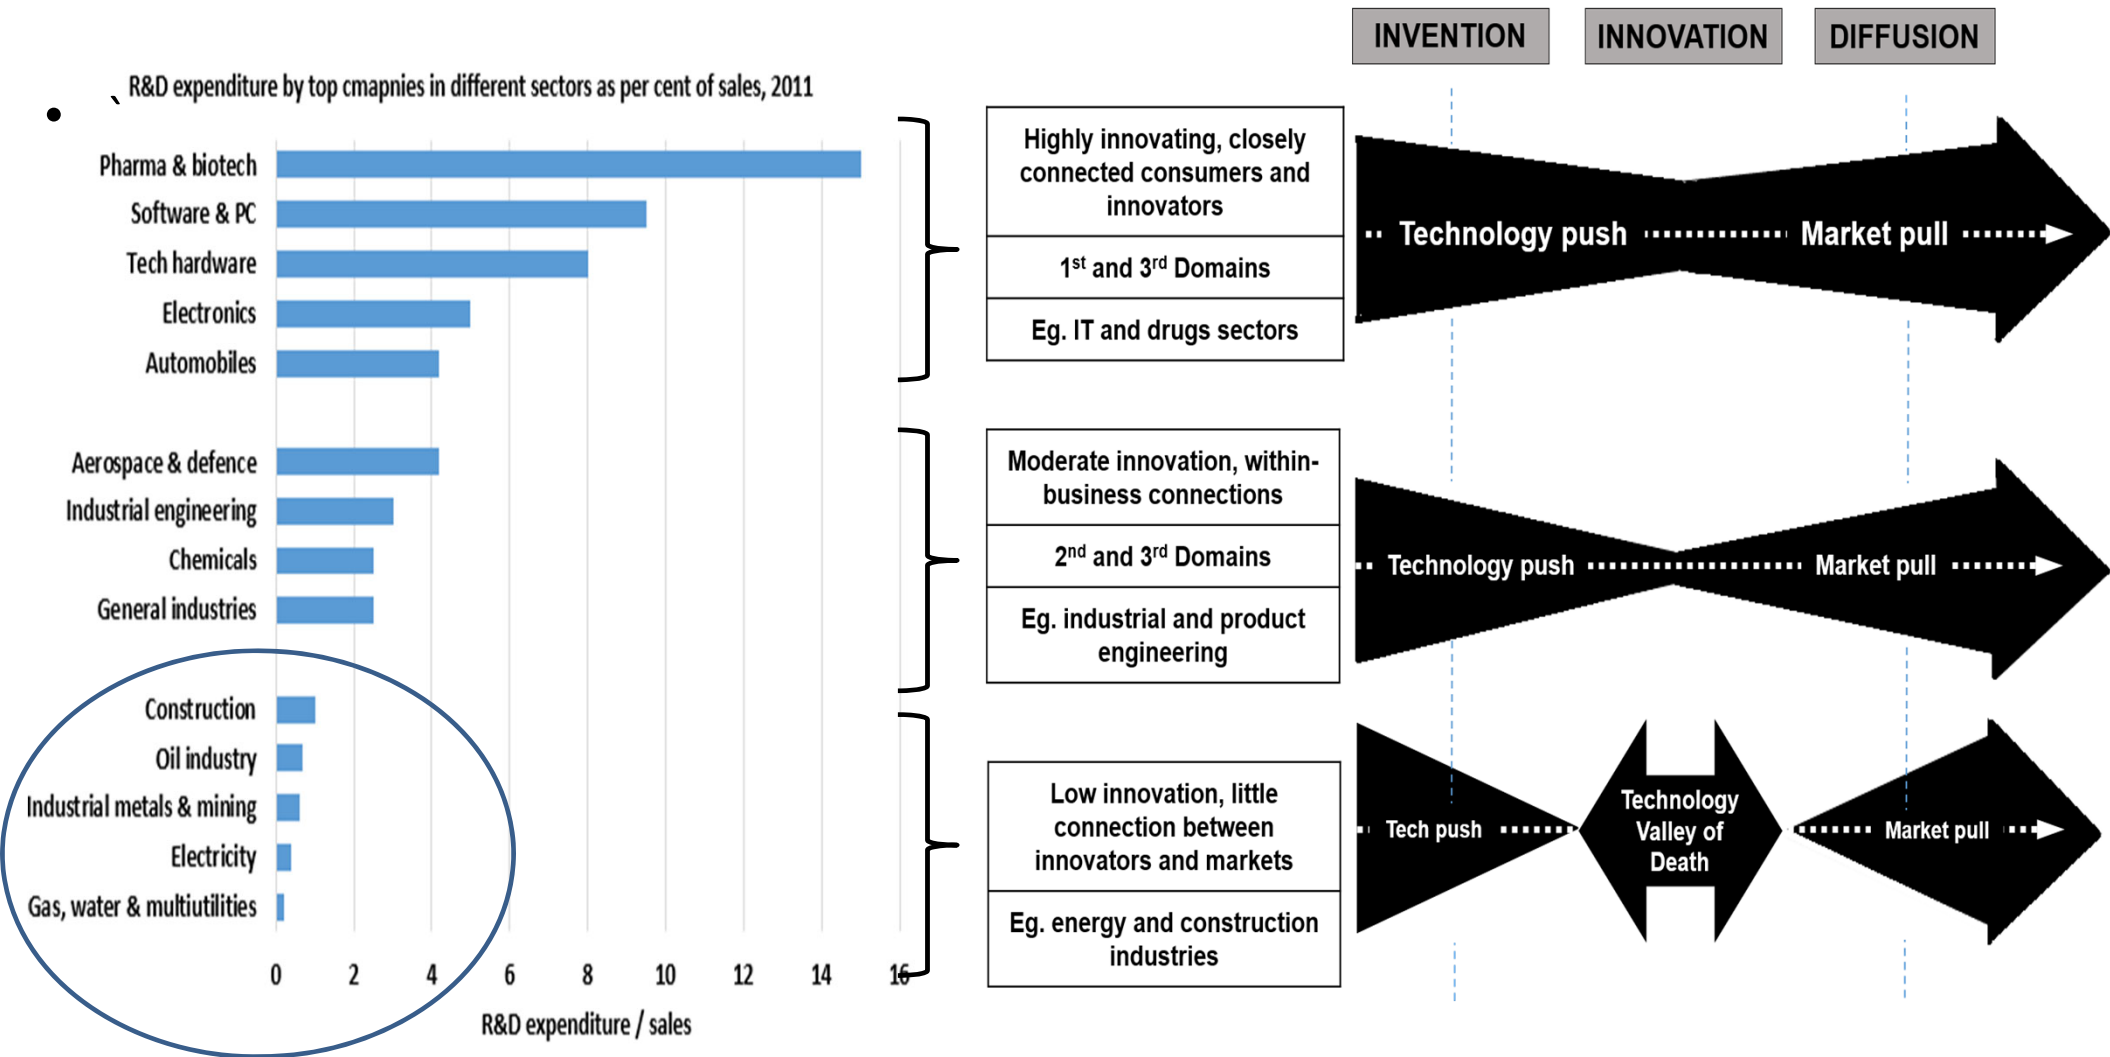 INVENTION
INNOVATION
DIFFUSION
• `
R&D expenditure by top cmapnies in different sectors as per cent of sales, 2011
Pharma & biotech
Software & PC
Tech hardware
Electronics
Automobiles
Aerospace & defence
Industrial engineering
Chemicals
General industries
Construction
Oil industry
Industrial metals & mining
Electricity
Gas, water & multiutilities
0 2 4 6 8 10 12 14 16
R&D expenditure / sales
Highly innovating, closely
connected consumers and
innovators
1st and 3rd Domains
Eg. IT and drugs sectors
Technology push
Market pull
Moderate innovation, within-
business connections
2nd and 3rd Domains
Eg. industrial and product
engineering
Technology push
Market pull
Low innovation, little
connection between
innovators and markets
Eg. energy and construction
industries
Tech push
Technology
Valley of
Death
Market pull